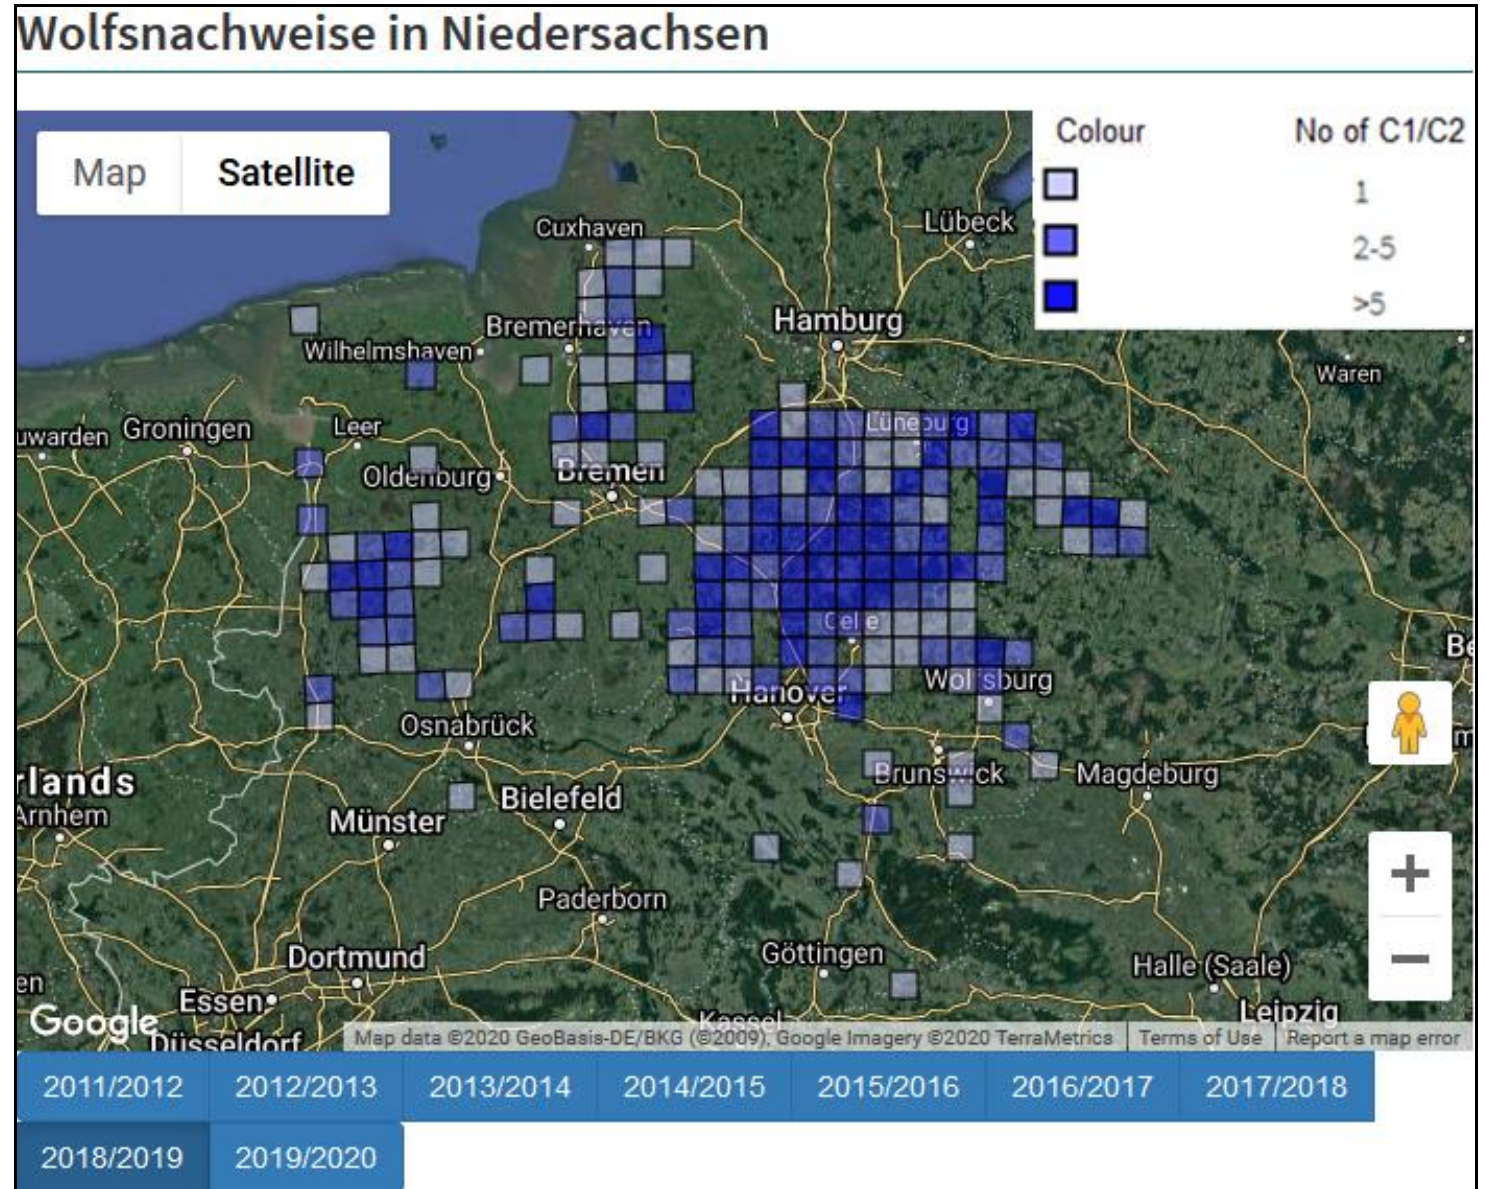 Wolfsnachweise in Niedersachsen
Map
Satellite
Colour
No of C1/C2
1
2-5
>5
Cuxhaven
Lübeck
Hamburg
Bremerhaven
Wilhelmshaven
Waren
uwarden
Groningen
Leer
Lüneburg
Oldenburg
Bremen
Celle
Be
Hanover
Wolfsburg
Osnabrück
m
rlands
Arnhem
Bielefeld
Münster
Brunswick
Magdeburg
Paderborn
Dortmund
Göttingen
Halle (Saale)
en
Essen
Leipzig
Google
Düsseldorf
Kassel
Map data ©2020 GeoBasis-DE/BKG (©2009), Google Imagery ©2020 TerraMetrics
Terms of Use
Report a map error
2011/2012
2012/2013
2013/2014
2014/2015
2015/2016
2016/2017
2017/2018
2018/2019
2019/2020